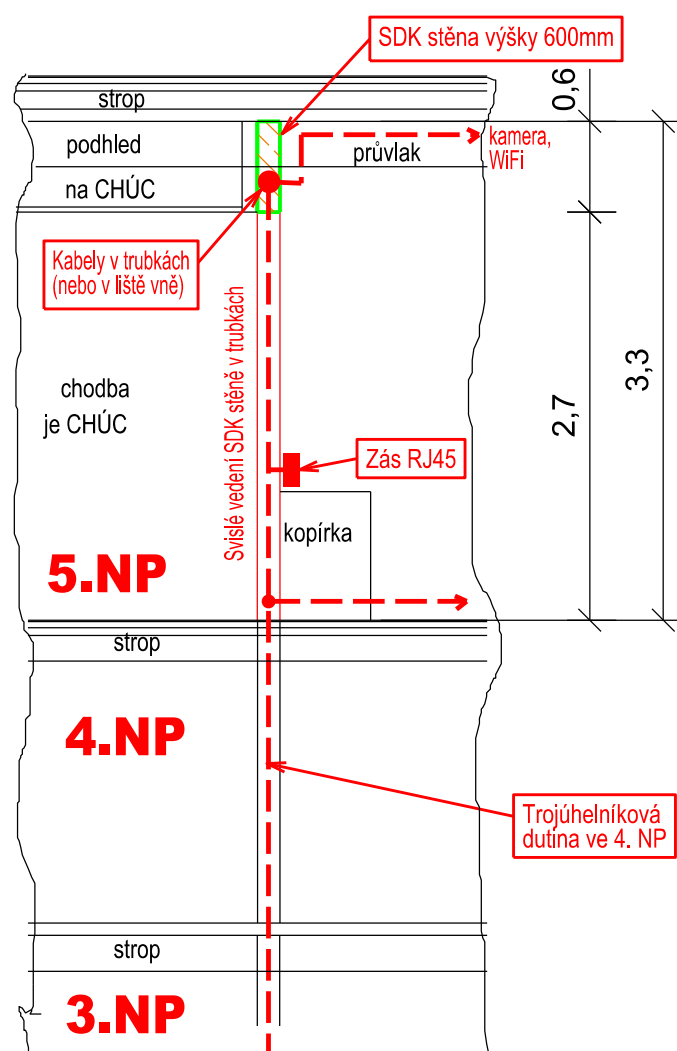 SDK stěna výšky 600mm
strop
0,6
podhled
průvlak
kamera,
WiFi
na CHÚC
Kabely v trubkách
(nebo v liště vně)
Svislé vedení SDK stěně v trubkách
3,3
2,7
chodba
je CHÚC
Zás RJ45
kopírka
5.NP
strop
4.NP
Trojúhelníková
dutina ve 4. NP
strop
3.NP